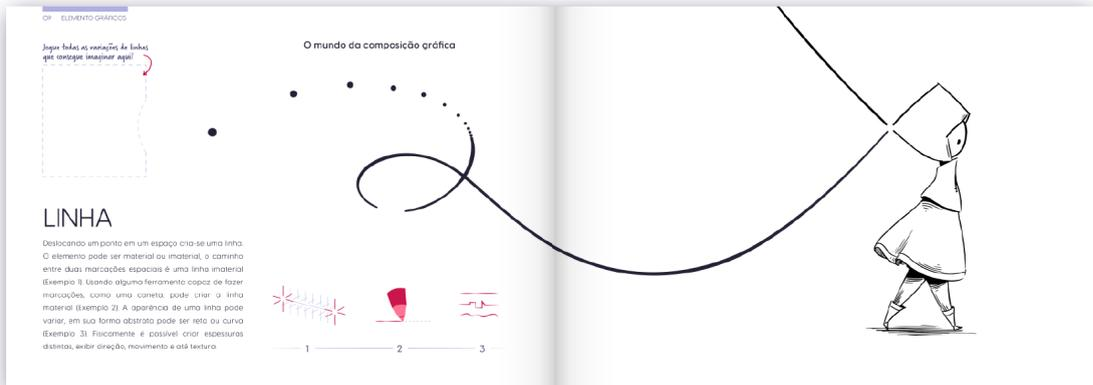 09 ELEMENTO GRÁFICOS
Jogue todas as variações de linhas
que consegue imaginar aqui!
O mundo da composição gráfica
LINHA
Deslocando um ponto em um espaço cria-se uma linha.
O elemento pode ser material ou imaterial, o caminho
entre duas marcações espaciais é uma linha imaterial
(Exemplo 1). Usando alguma ferramenta capaz de fazer
marcações, como uma caneta, pode criar a linha
material (Exemplo 2). A aparência de uma linha pode
variar, em sua forma abstrata pode ser reta ou curva
(Exemplo 3). Fisicamente é possível criar espessuras
distintas, exibir direção, movimento e até textura.
1 2 3